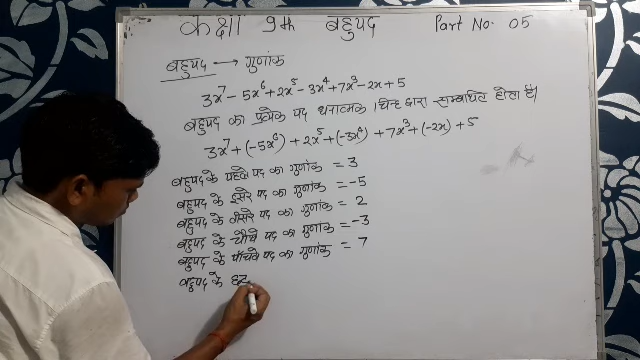 कक्षा 9th बहुपद Part No. 05
बहुपद → गुणांक
3x⁷ - 5x⁶ + 2x⁵ - 3x⁴ + 7x³ - 2x + 5
बहुपद का प्रत्येक पद धनात्मक चिन्ह द्वारा सम्बंधित होता है।
3x⁷ + (-5x⁶) + 2x⁵ + (-3x⁴) + 7x³ + (-2x) + 5
बहुपद के पहले पद का गुणांक = 3
बहुपद के दूसरे पद का गुणांक = -5
बहुपद के तीसरे पद का गुणांक = 2
बहुपद के चौथे पद का गुणांक = -3
बहुपद के पाँचवे पद का गुणांक = 7
बहुपद के छट